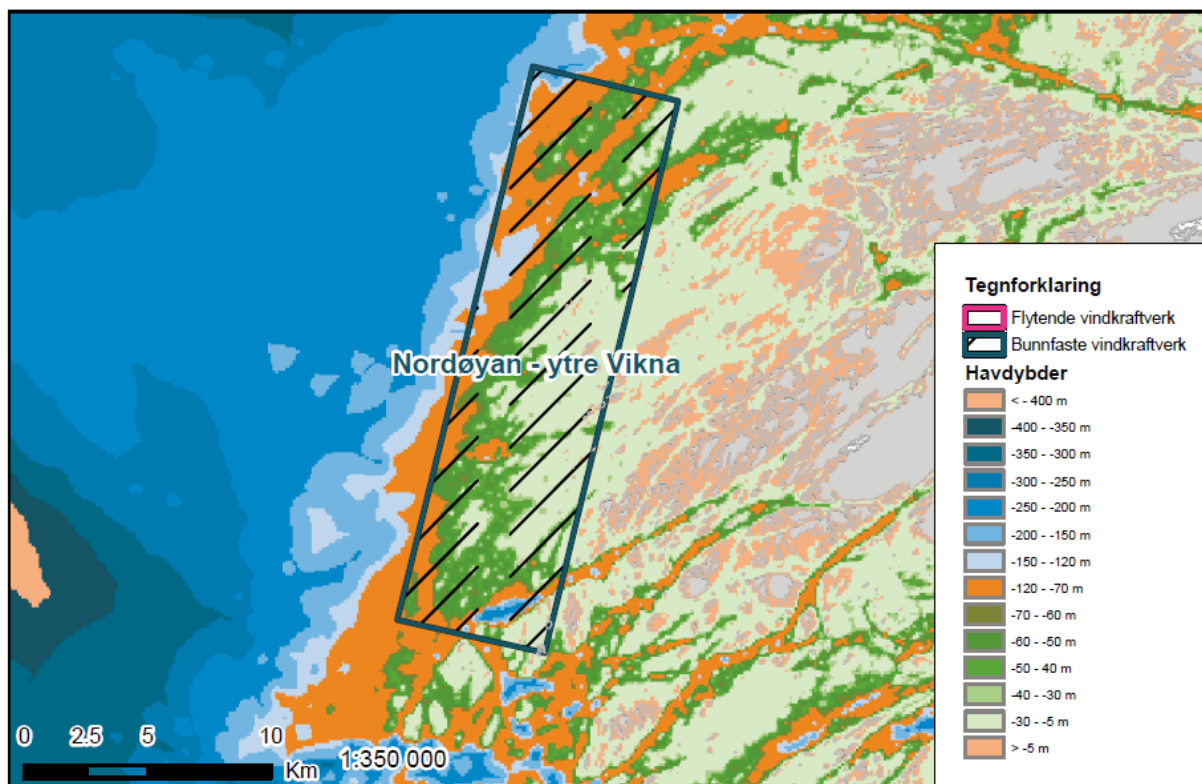 Nordøyan - ytre Vikna
Tegnforklaring
Flytende vindkraftverk
Bunnfaste vindkraftverk
Havdybder
< - 400 m
-400 - -350 m
-350 - -300 m
-300 - -250 m
-250 - -200 m
-200 - -150 m
-150 - -120 m
-120 - -70 m
-70 - -60 m
-60 - -50 m
-50 - 40 m
-40 - -30 m
-30 - -5 m
> -5 m
0 2.5 5 10
Km
1:350 000